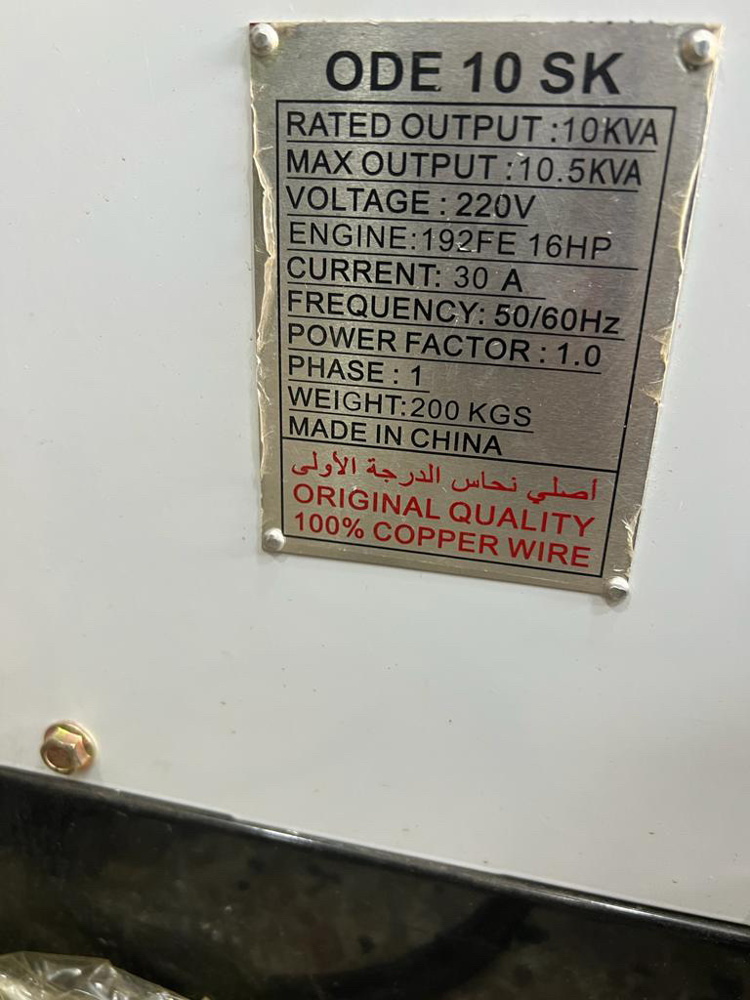 ODE 10 SK
RATED OUTPUT :10KVA
MAX OUTPUT :10.5KVA
VOLTAGE : 220V
ENGINE:192FE 16HP
CURRENT: 30 A
FREQUENCY: 50/60Hz
POWER FACTOR : 1.0
PHASE : 1
WEIGHT:200 KGS
MADE IN CHINA
أصلي نحاس الدرجة الأولى
ORIGINAL QUALITY
100% COPPER WIRE